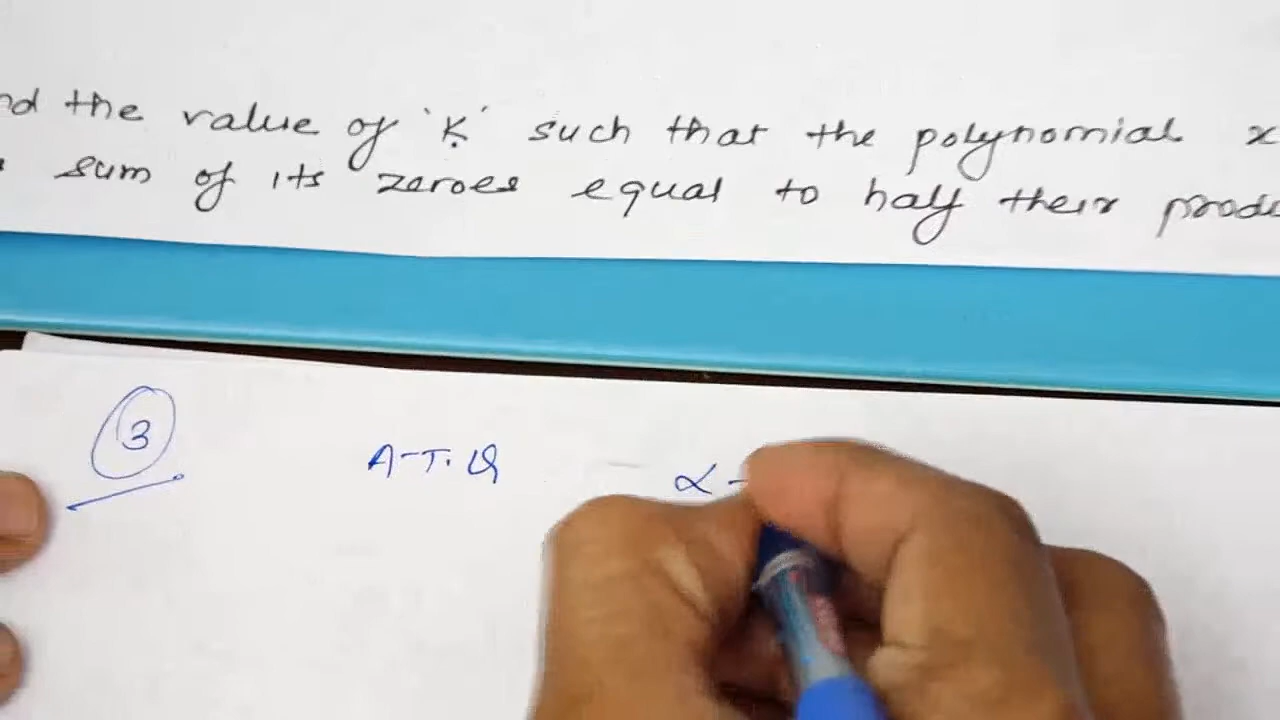 nd the value of 'K' such that the polynomial x
sum of its zeroes equal to half their produ
3
A-T.Q
α -